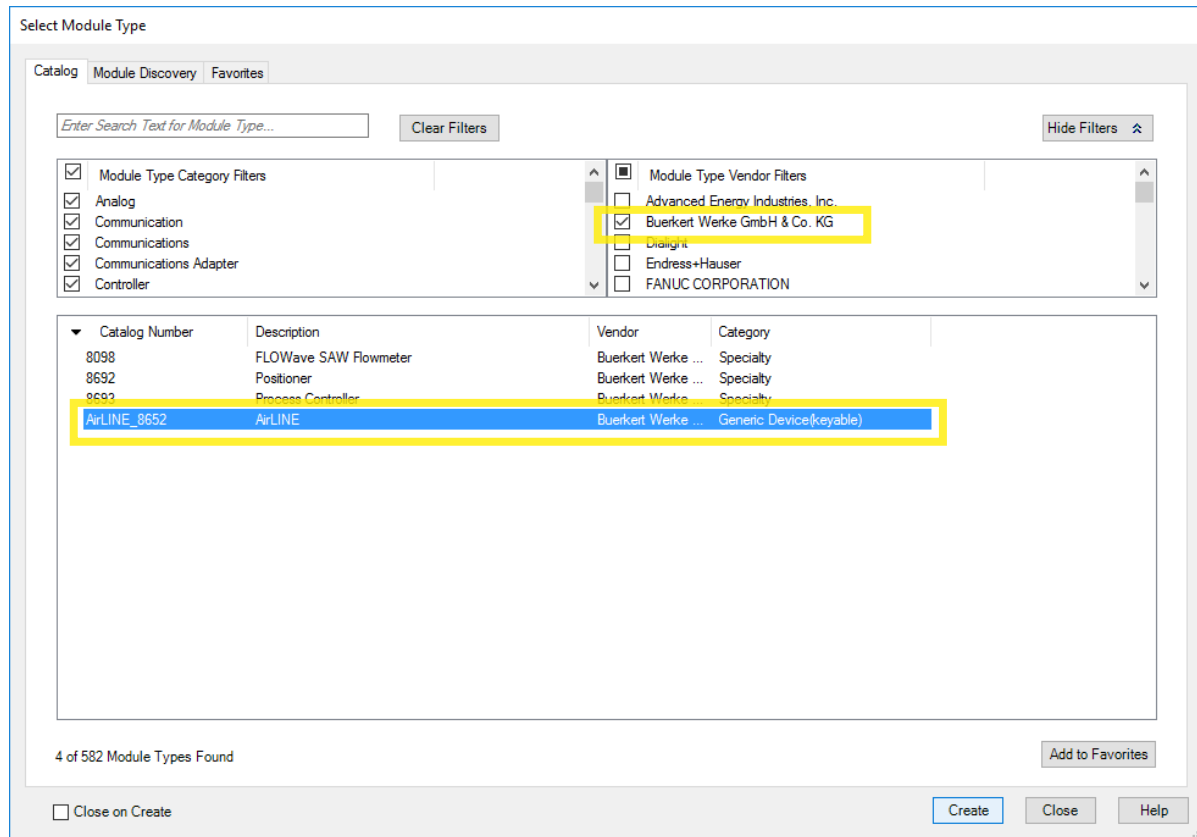 Select Module Type
Catalog Module Discovery Favorites
Enter Search Text for Module Type... Clear Filters Hide Filters
Module Type Category Filters Module Type Vendor Filters
Analog Advanced Energy Industries, Inc.
Communication Buerkert Werke GmbH & Co. KG
Communications Dialight
Communications Adapter Endress+Hauser
Controller FANUC CORPORATION
Catalog Number Description Vendor Category
8098 FLOWave SAW Flowmeter Buerkert Werke ... Specialty
8692 Positioner Buerkert Werke ... Specialty
8693 Process Controller Buerkert Werke ... Specialty
AirLINE_8652 AirLINE Buerkert Werke ... Generic Device(keyable)
4 of 582 Module Types Found Add to Favorites
Close on Create Create Close Help